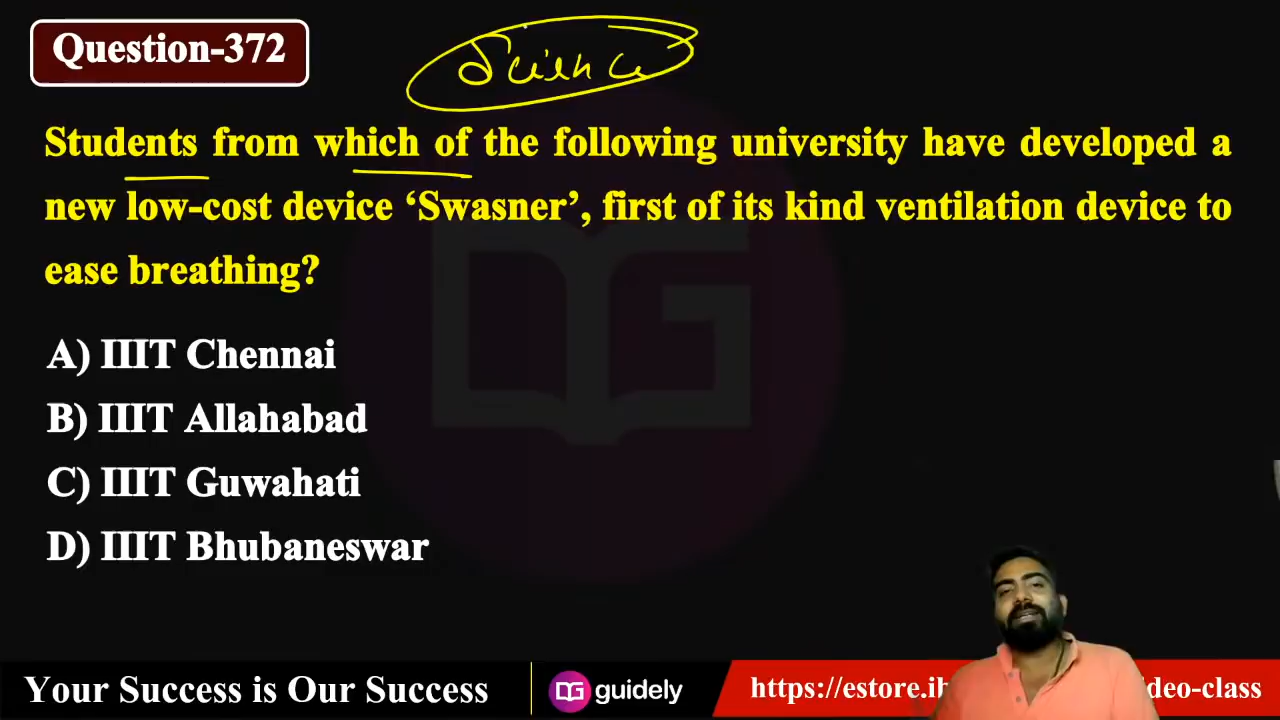 Question-372
Science
Students from which of the following university have developed a
new low-cost device ‘Swasner’, first of its kind ventilation device to
ease breathing?
A) IIIT Chennai
B) IIIT Allahabad
C) IIIT Guwahati
D) IIIT Bhubaneswar
Your Success is Our Success
DG guidely
https://estore.ib
deo-class